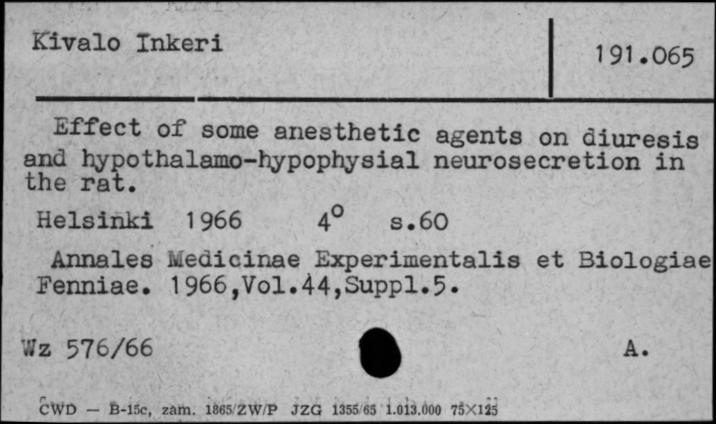 Kivalo Inkeri
191.065
Effect of some anesthetic agents on diuresis
and hypothalamo-hypophysial neurosecretion in
the rat.
Helsinki 1966 4° s.60
Annales Medicinae Experimentalis et Biologiae
Fenniae. 1966,Vol.44,Suppl.5.
Wz 576/66 A.
CWD — B-15c, zam. 1865/ZW/P JZG 1355/65 1.013.000 75×125